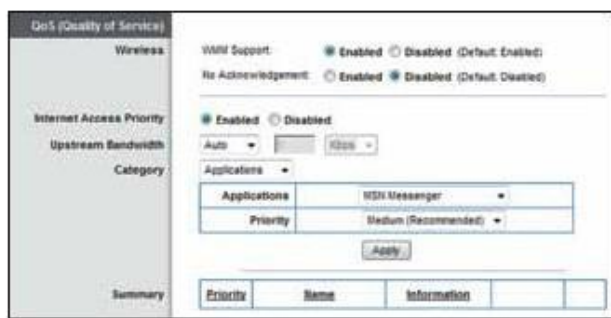 QoS (Quality of Service)
Wireless
WMM Support: Enabled Disabled (Default: Enabled)
No Acknowledgement: Enabled Disabled (Default: Disabled)
Internet Access Priority
Enabled Disabled
Upstream Bandwidth
Auto Kbps
Category
Applications
Applications MSN Messenger
Priority Medium (Recommended)
Apply
Summary
Priority Name Information